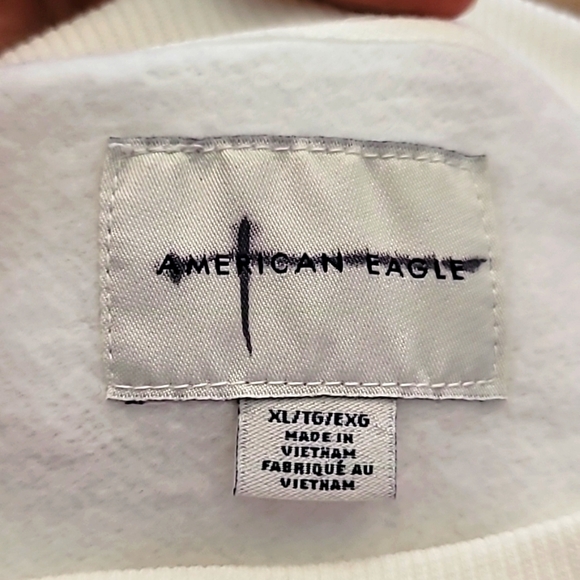 AMERICAN EAGLE
XL/TG/EXG
MADE IN
VIETNAM
FABRIQUÉ AU
VIETNAM